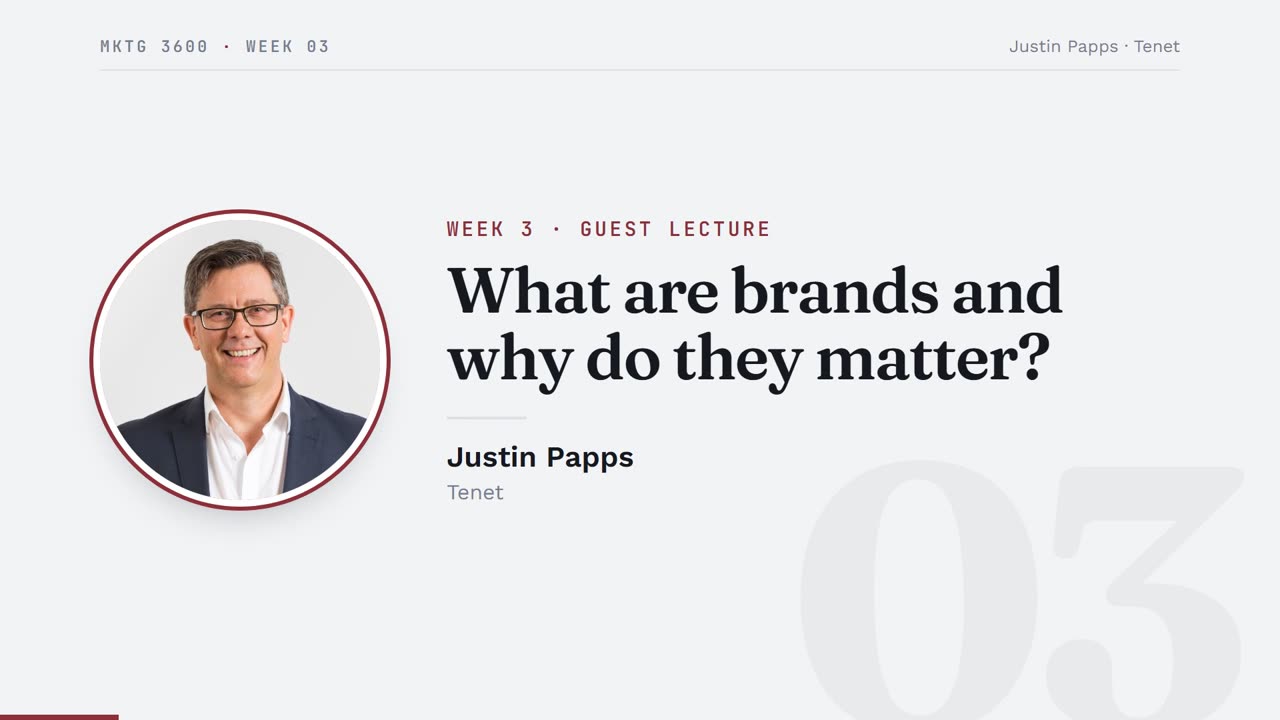 MKTG 3600 · WEEK 03
Justin Papps · Tenet
WEEK 3 · GUEST LECTURE
What are brands and
why do they matter?
Justin Papps
Tenet
03